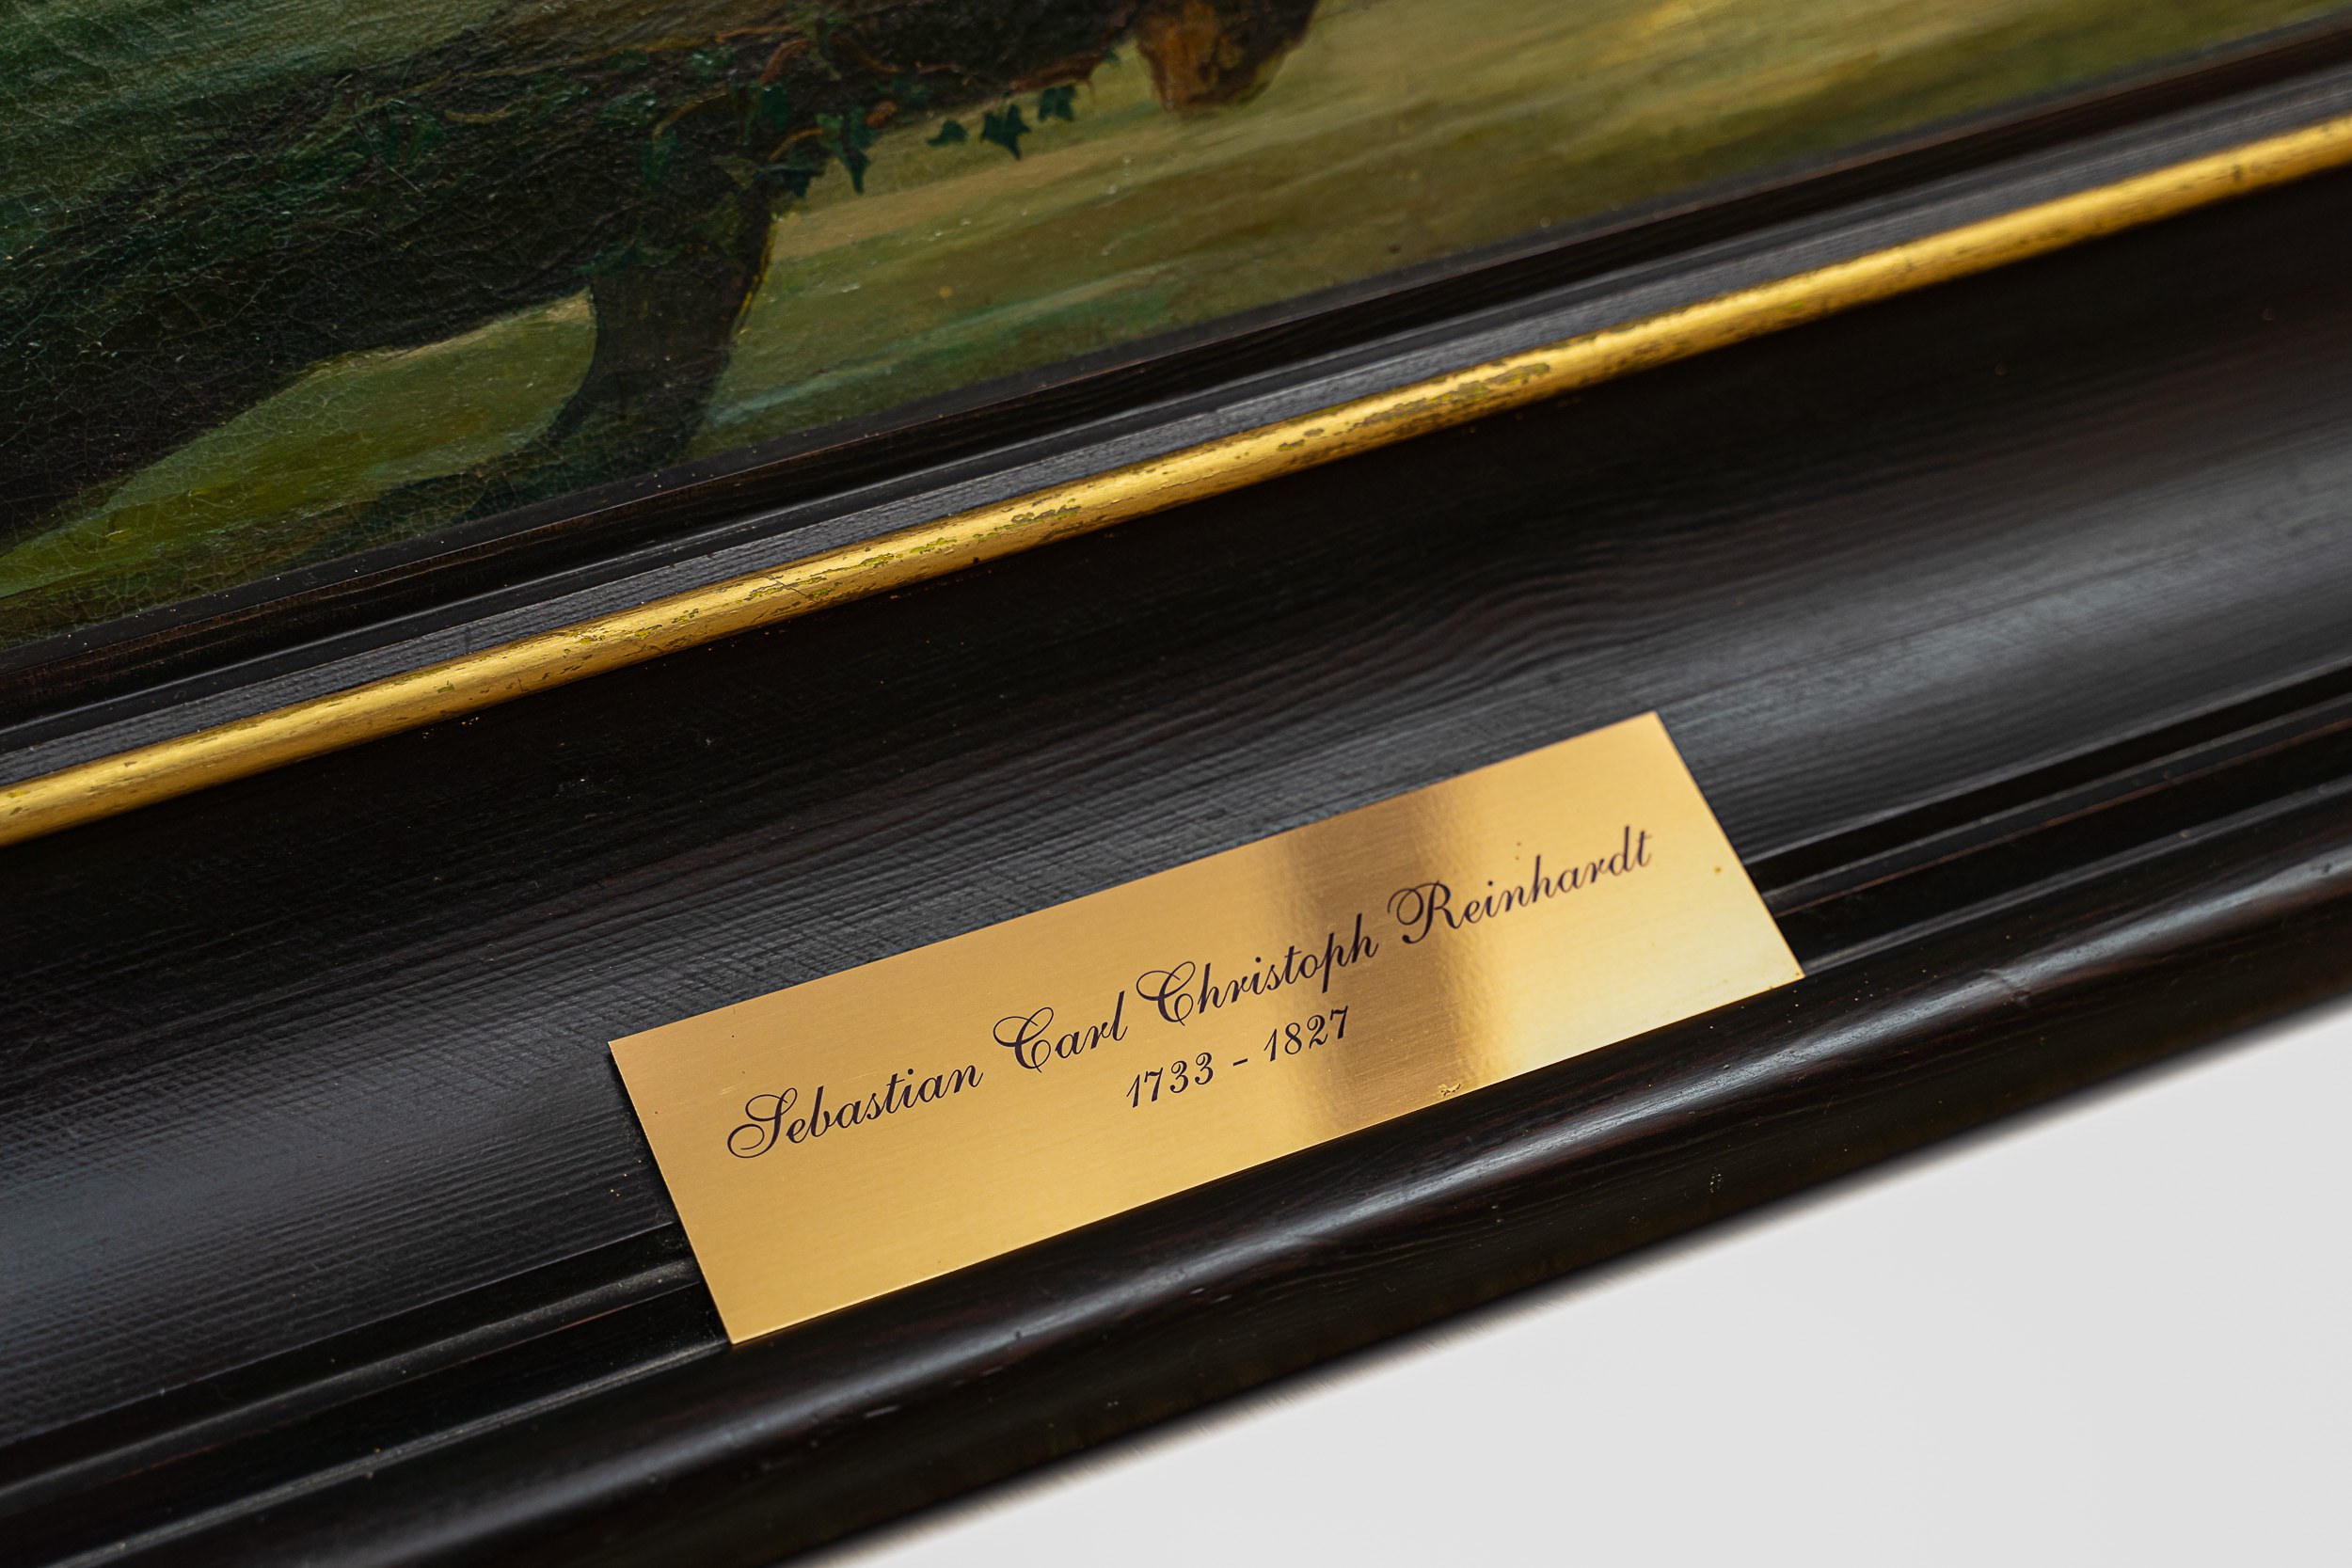 Sebastian Carl Christoph Reinhardt
1733 - 1827